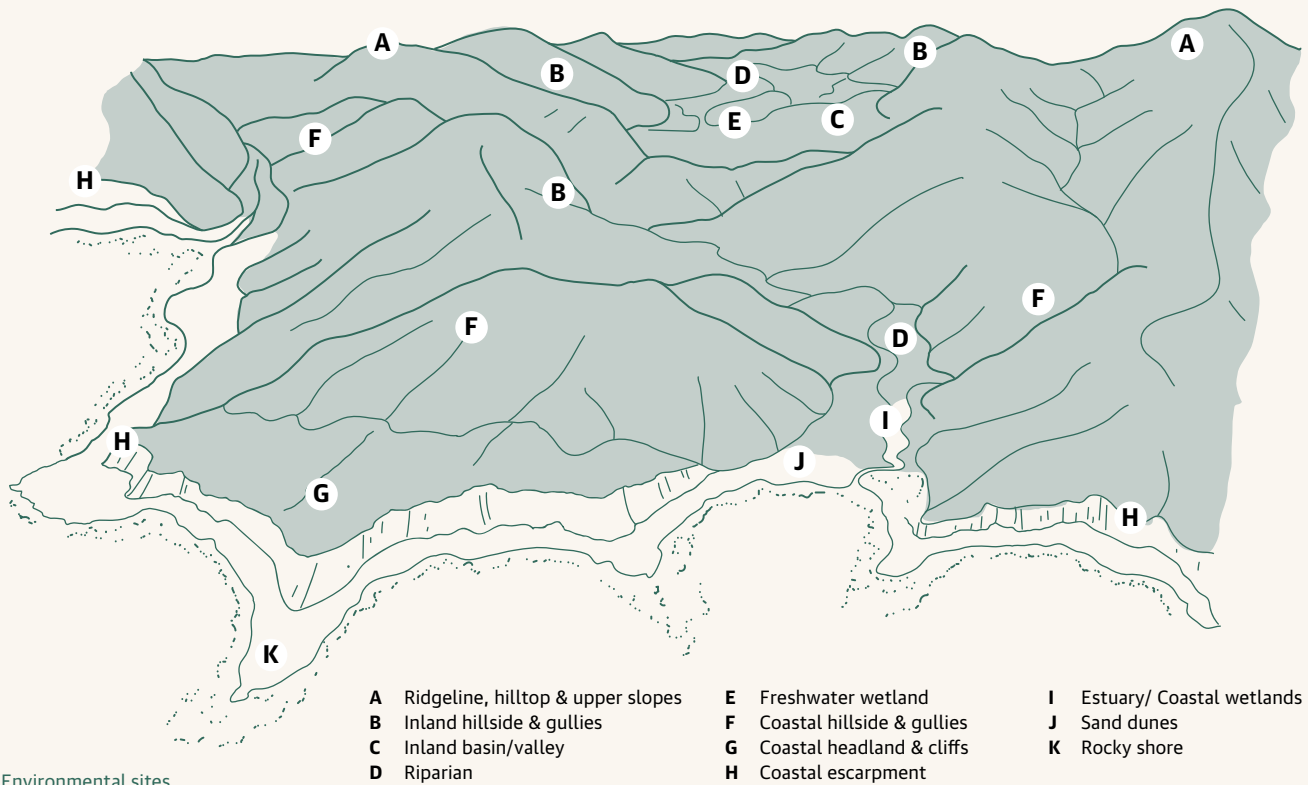 A
A
B
B
D
E
C
F
H
B
F
F
D
H
I
J
G
H
K
A Ridgeline, hilltop & upper slopes
B Inland hillside & gullies
C Inland basin/valley
D Riparian
E Freshwater wetland
F Coastal hillside & gullies
G Coastal headland & cliffs
H Coastal escarpment
I Estuary/ Coastal wetlands
J Sand dunes
K Rocky shore
Environmental sites